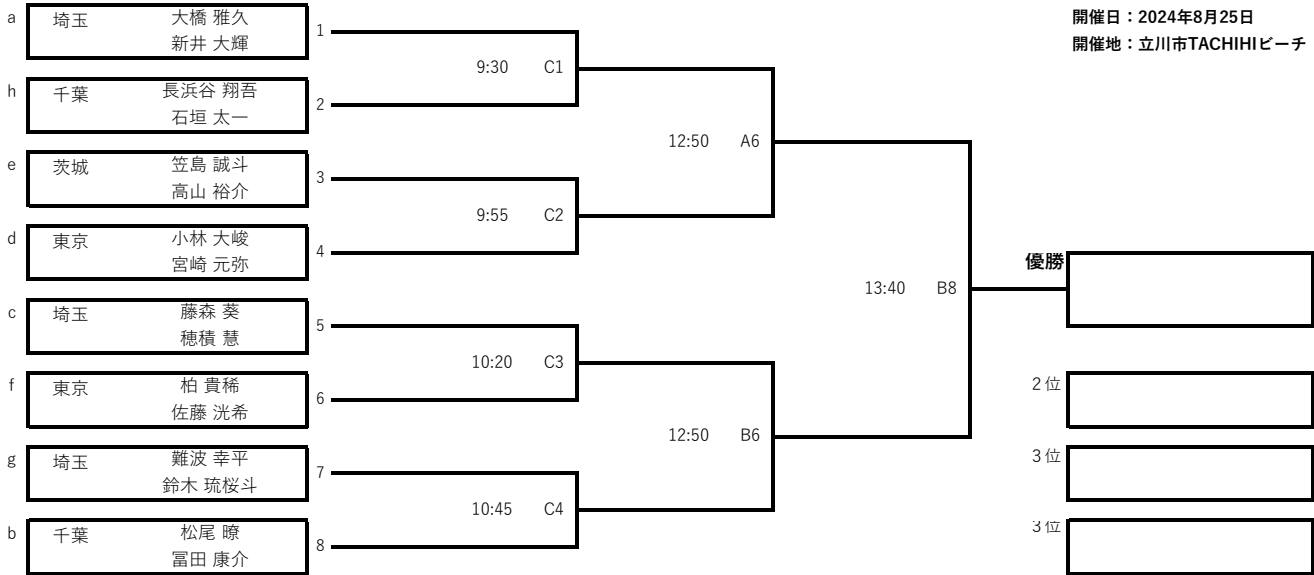 開催日：2024年8月25日
開催地：立川市TACHIHIビーチ
a 埼玉 大橋 雅久
新井 大輝
1
9:30 C1
h 千葉 長浜谷 翔吾
石垣 太一
2
12:50 A6
e 茨城 笠島 誠斗
高山 裕介
3
9:55 C2
d 東京 小林 大峻
宮崎 元弥
4
優勝
13:40 B8
c 埼玉 藤森 葵
穂積 慧
5
10:20 C3
f 東京 柏 貴稀
佐藤 洸希
6
2位
12:50 B6
g 埼玉 難波 幸平
鈴木 琉桜斗
7
3位
10:45 C4
b 千葉 松尾 暸
冨田 康介
8
3位